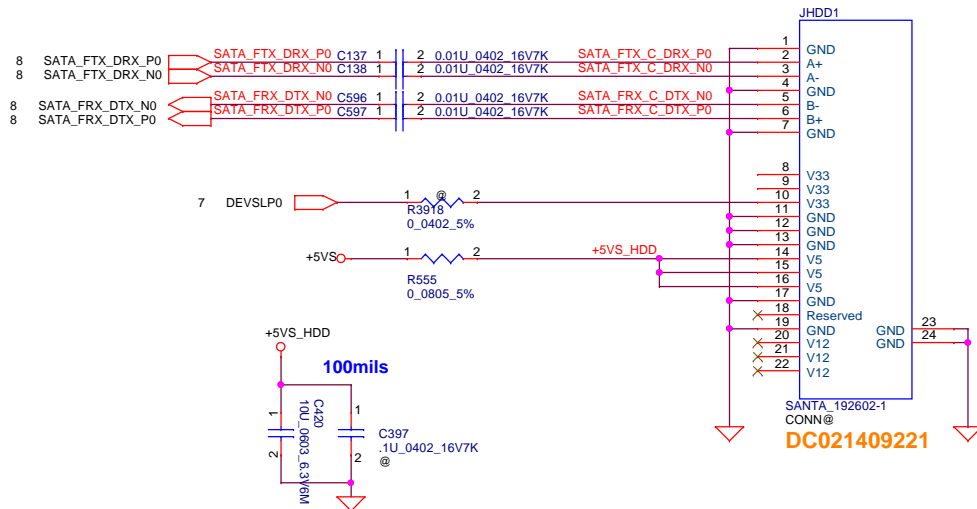 JHDD1
1 GND
8 SATA_FTX_DRX_P0 SATA_FTX_DRX_P0 C137 1 2 0.01U_0402_16V7K SATA_FTX_C_DRX_P0 2 A+
8 SATA_FTX_DRX_N0 SATA_FTX_DRX_N0 C138 1 2 0.01U_0402_16V7K SATA_FTX_C_DRX_N0 3 A-
4 GND
8 SATA_FRX_DTX_N0 SATA_FRX_DTX_N0 C596 1 2 0.01U_0402_16V7K SATA_FRX_C_DTX_N0 5 B-
8 SATA_FRX_DTX_P0 SATA_FRX_DTX_P0 C597 1 2 0.01U_0402_16V7K SATA_FRX_C_DTX_P0 6 B+
7 GND
8 V33
9 V33
7 DEVSLP0 1 @ 2 10 V33
R3918
0_0402_5%
11 GND
12 GND
13 GND
+5VS 1 2 +5VS_HDD 14 V5
R555
0_0805_5%
15 V5
16 V5
17 GND
18 Reserved
19 GND GND 23
20 V12 GND 24
21 V12
22 V12
+5VS_HDD
100mils
1 2
C420
10U_0603_6.3V6M
1 2
C397
.1U_0402_16V7K
@
SANTA_192602-1
CONN@
DC021409221